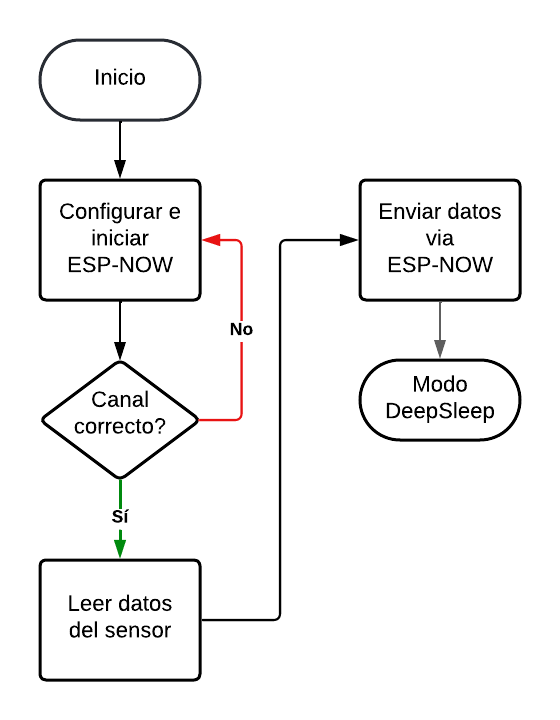 Inicio
Configurar e
iniciar
ESP-NOW
No
Canal
correcto?
Sí
Leer datos
del sensor
Enviar datos
via
ESP-NOW
Modo
DeepSleep